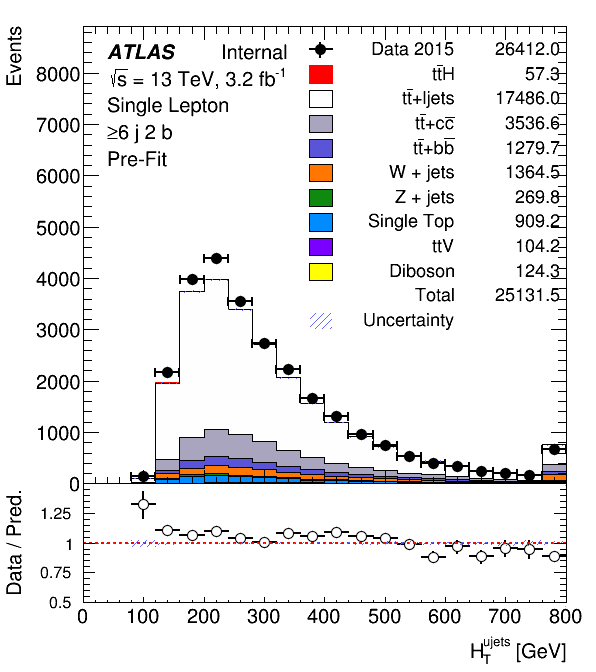 Events
ATLAS Internal
√s = 13 TeV, 3.2 fb⁻¹
Single Lepton
≥6 j 2 b
Pre-Fit
Data 2015 26412.0
tt̄H 57.3
tt̄+ljets 17486.0
tt̄+cc̄ 3536.6
tt̄+bb̄ 1279.7
W + jets 1364.5
Z + jets 269.8
Single Top 909.2
ttV 104.2
Diboson 124.3
Total 25131.5
Uncertainty
8000
7000
6000
5000
4000
3000
2000
1000
0
Data / Pred.
1.25
1
0.75
0.5
0 100 200 300 400 500 600 700 800
H_T^ujets [GeV]